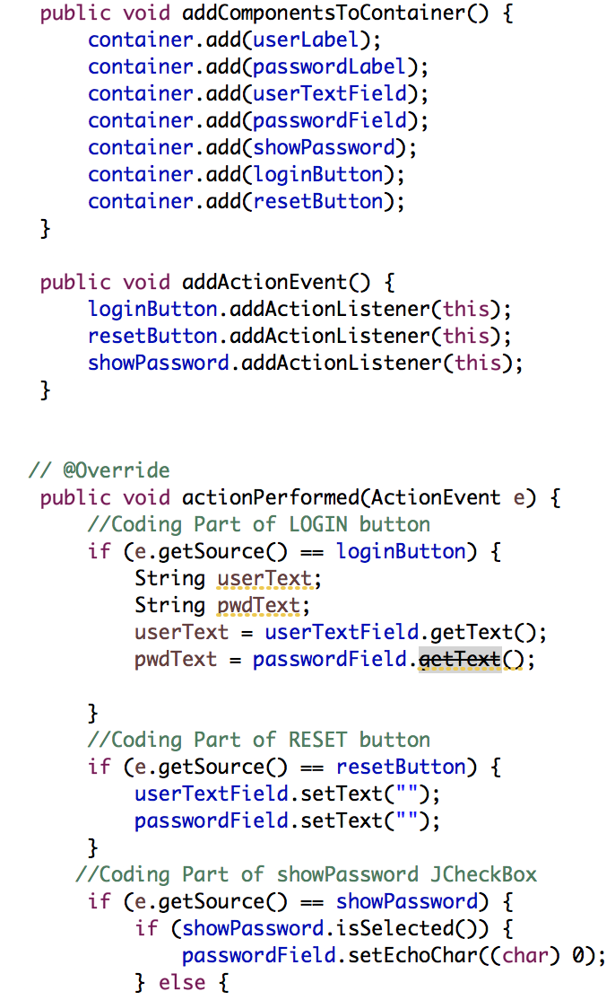 public void addComponentsToContainer() {
container.add(userLabel);
container.add(passwordLabel);
container.add(userTextField);
container.add(passwordField);
container.add(showPassword);
container.add(loginButton);
container.add(resetButton);
}
public void addActionEvent() {
loginButton.addActionListener(this);
resetButton.addActionListener(this);
showPassword.addActionListener(this);
}
// @Override
public void actionPerformed(ActionEvent e) {
//Coding Part of LOGIN button
if (e.getSource() == loginButton) {
String userText;
String pwdText;
userText = userTextField.getText();
pwdText = passwordField.getText();
}
//Coding Part of RESET button
if (e.getSource() == resetButton) {
userTextField.setText("");
passwordField.setText("");
}
//Coding Part of showPassword JCheckBox
if (e.getSource() == showPassword) {
if (showPassword.isSelected()) {
passwordField.setEchoChar((char) 0);
} else {